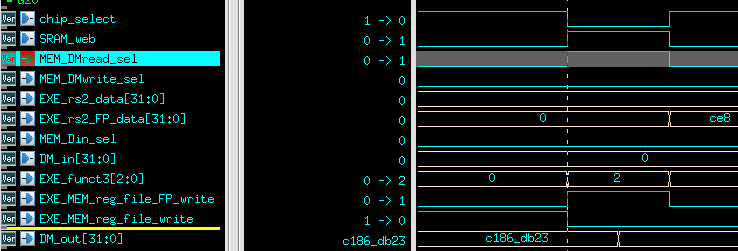 G20
chip_select 1 -> 0
SRAM_web 0 -> 1
MEM_DMread_sel 0 -> 1
MEM_DMwrite_sel 0
EXE_rs2_data[31:0] 0
EXE_rs2_FP_data[31:0] 0 0 ce8
MEM_Din_sel 0
DM_in[31:0] 0 0
EXE_funct3[2:0] 0 -> 2 0 2
EXE_MEM_reg_file_FP_write 0 -> 1
EXE_MEM_reg_file_write 1 -> 0
DM_out[31:0] c186_db23 c186_db23